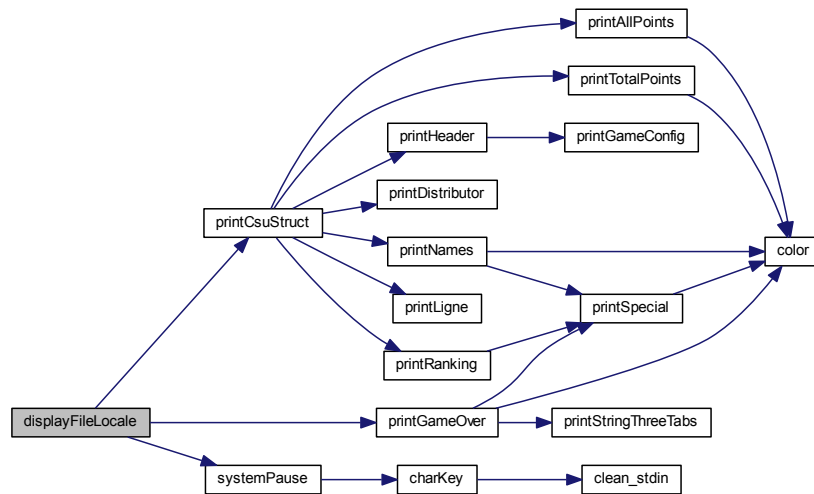 printAllPoints
printTotalPoints
printHeader
printGameConfig
printDistributor
printCsuStruct
printNames
color
printLigne
printSpecial
printRanking
displayFileLocale
printGameOver
printStringThreeTabs
systemPause
charKey
clean_stdin